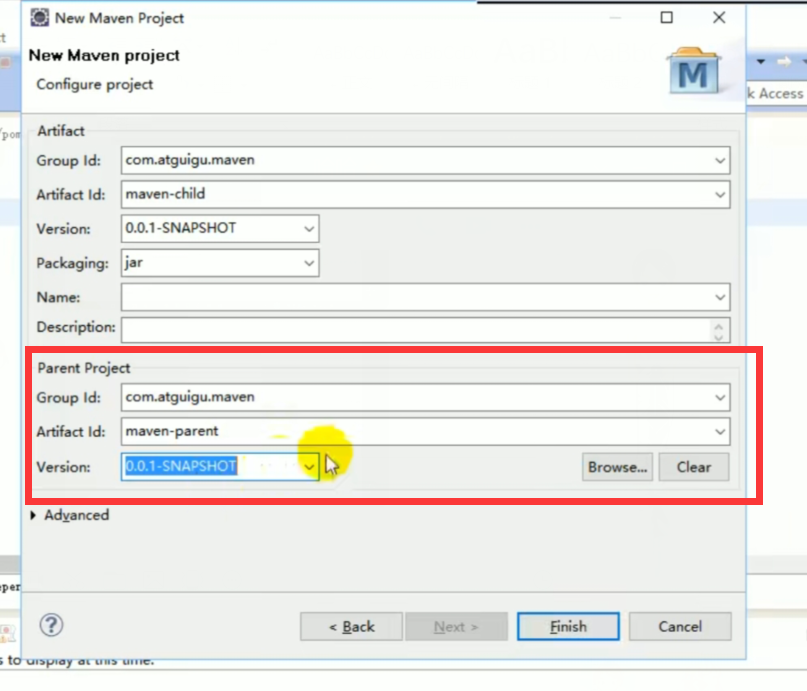 New Maven Project
New Maven project
Configure project
k Access
/pom
Artifact
Group Id: com.atguigu.maven
Artifact Id: maven-child
Version: 0.0.1-SNAPSHOT
Packaging: jar
Name:
Description:
Parent Project
Group Id: com.atguigu.maven
Artifact Id: maven-parent
Version: 0.0.1-SNAPSHOT Browse... Clear
Advanced
eper
? < Back Next > Finish Cancel
s to display at this time.